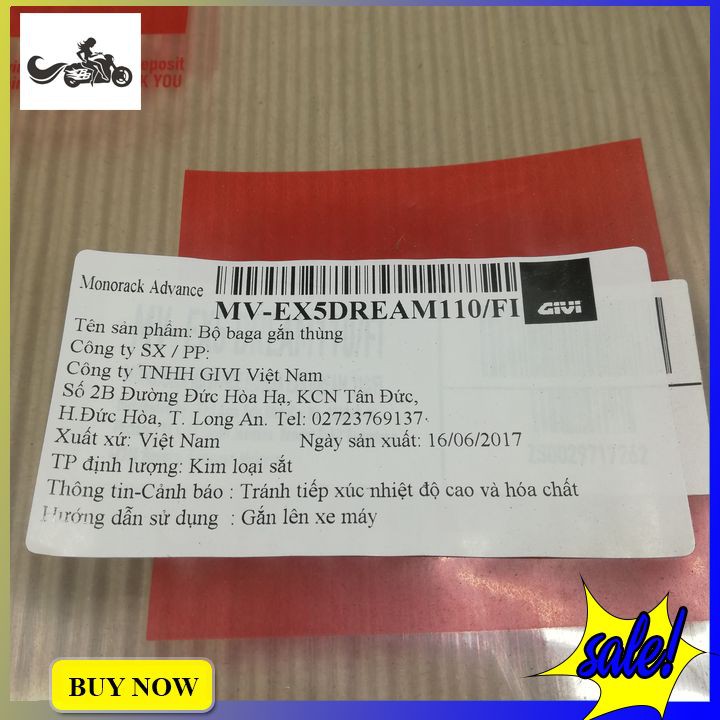 deposit
K YOU
Monorack Advance
MV-EX5DREAM110/FI
GIVI
Tên sản phẩm: Bộ baga gắn thùng
Công ty SX / PP:
Công ty TNHH GIVI Việt Nam
Số 2B Đường Đức Hòa Hạ, KCN Tân Đức,
H.Đức Hòa, T. Long An. Tel: 02723769137
Xuất xứ: Việt Nam Ngày sản xuất: 16/06/2017
TP định lượng: Kim loại sắt
Thông tin-Cảnh báo : Tránh tiếp xúc nhiệt độ cao và hóa chất
Hướng dẫn sử dụng : Gắn lên xe máy
BUY NOW
sale!